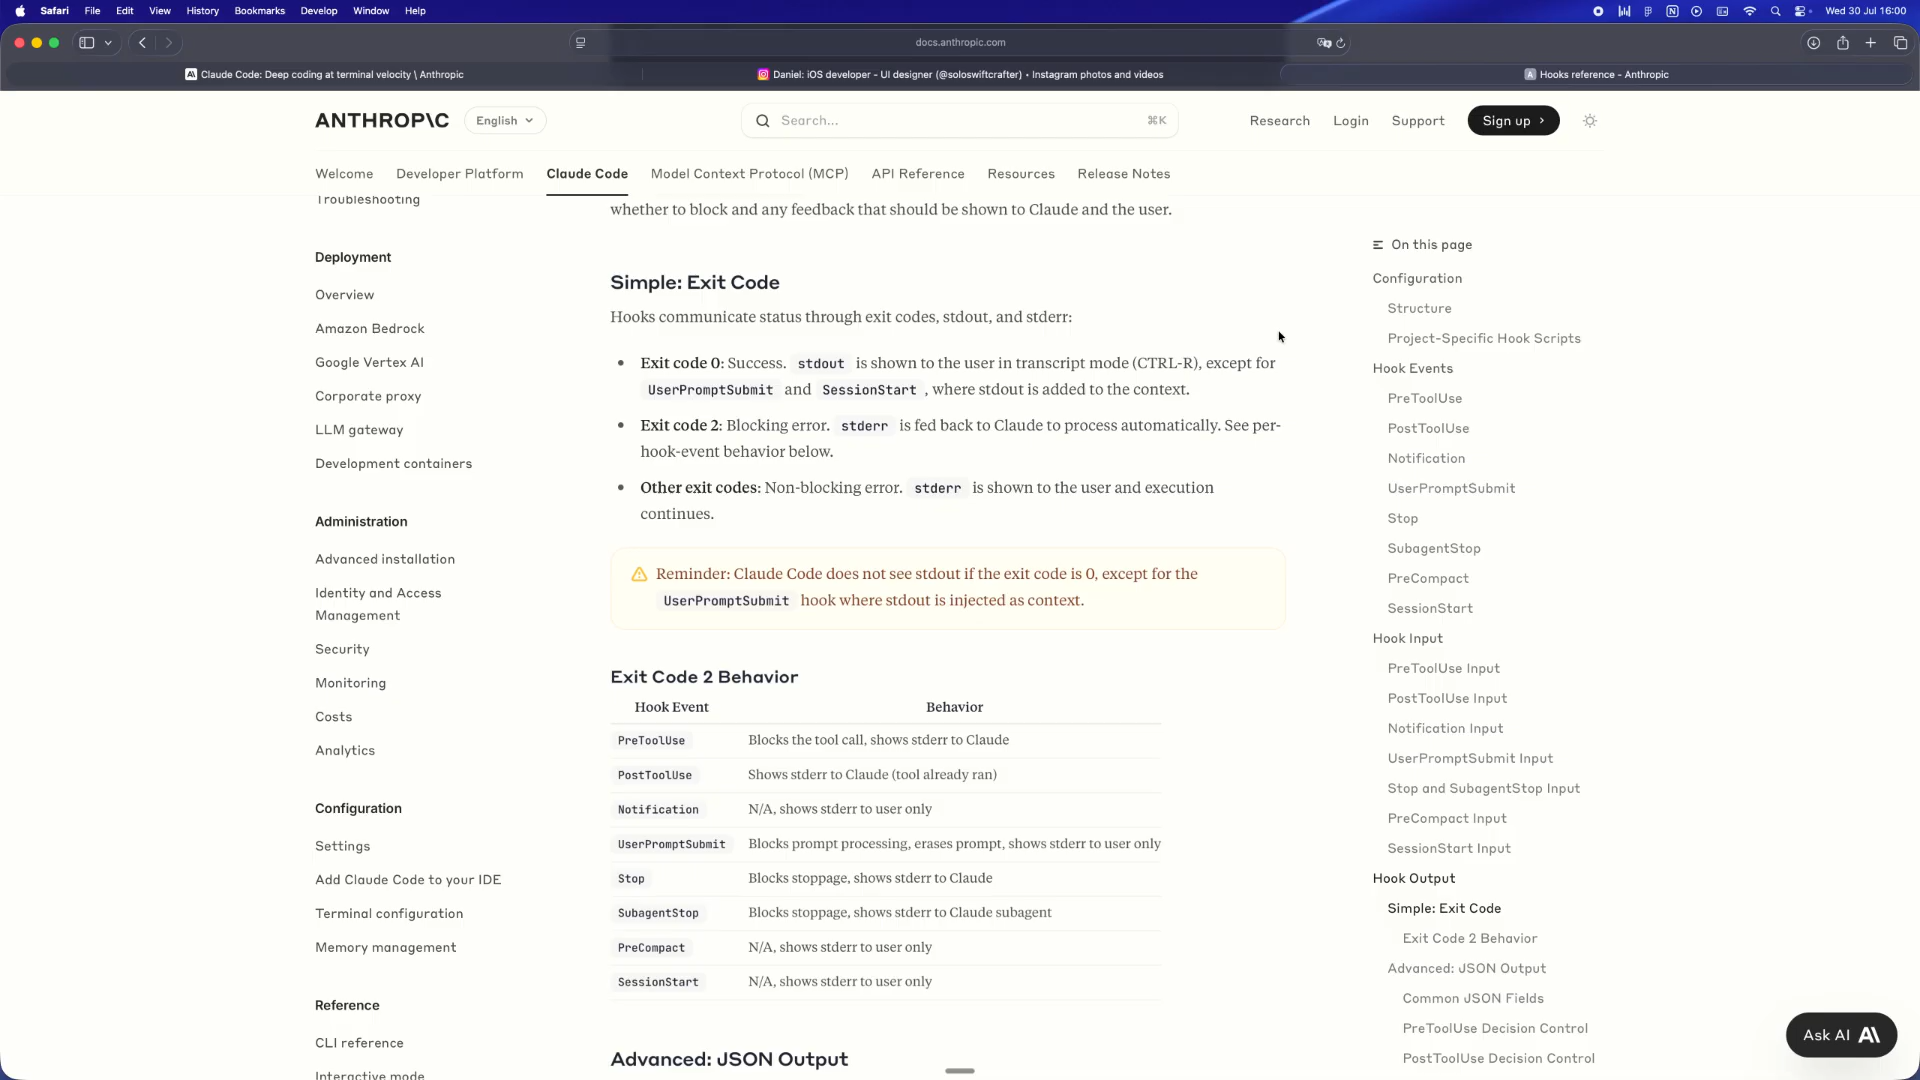 Safari File Edit View History Bookmarks Develop Window Help
Wed 30 Jul 16:00
docs.anthropic.com
Claude Code: Deep coding at terminal velocity \ Anthropic
Daniel: iOS developer - UI designer (@soloswiftcrafter) • Instagram photos and videos
Hooks reference - Anthropic
ANTHROP\C
English
Search...
⌘K
Research
Login
Support
Sign up ›
Welcome
Developer Platform
Claude Code
Model Context Protocol (MCP)
API Reference
Resources
Release Notes
Troubleshooting
Deployment
Overview
Amazon Bedrock
Google Vertex AI
Corporate proxy
LLM gateway
Development containers
Administration
Advanced installation
Identity and Access
Management
Security
Monitoring
Costs
Analytics
Configuration
Settings
Add Claude Code to your IDE
Terminal configuration
Memory management
Reference
CLI reference
Interactive mode
whether to block and any feedback that should be shown to Claude and the user.
Simple: Exit Code
Hooks communicate status through exit codes, stdout, and stderr:
• Exit code 0: Success. stdout is shown to the user in transcript mode (CTRL-R), except for
UserPromptSubmit and SessionStart , where stdout is added to the context.
• Exit code 2: Blocking error. stderr is fed back to Claude to process automatically. See per-
hook-event behavior below.
• Other exit codes: Non-blocking error. stderr is shown to the user and execution
continues.
Reminder: Claude Code does not see stdout if the exit code is 0, except for the
UserPromptSubmit hook where stdout is injected as context.
Exit Code 2 Behavior
Hook Event Behavior
PreToolUse Blocks the tool call, shows stderr to Claude
PostToolUse Shows stderr to Claude (tool already ran)
Notification N/A, shows stderr to user only
UserPromptSubmit Blocks prompt processing, erases prompt, shows stderr to user only
Stop Blocks stoppage, shows stderr to Claude
SubagentStop Blocks stoppage, shows stderr to Claude subagent
PreCompact N/A, shows stderr to user only
SessionStart N/A, shows stderr to user only
Advanced: JSON Output
On this page
Configuration
Structure
Project-Specific Hook Scripts
Hook Events
PreToolUse
PostToolUse
Notification
UserPromptSubmit
Stop
SubagentStop
PreCompact
SessionStart
Hook Input
PreToolUse Input
PostToolUse Input
Notification Input
UserPromptSubmit Input
Stop and SubagentStop Input
PreCompact Input
SessionStart Input
Hook Output
Simple: Exit Code
Exit Code 2 Behavior
Advanced: JSON Output
Common JSON Fields
PreToolUse Decision Control
PostToolUse Decision Control
Ask AI